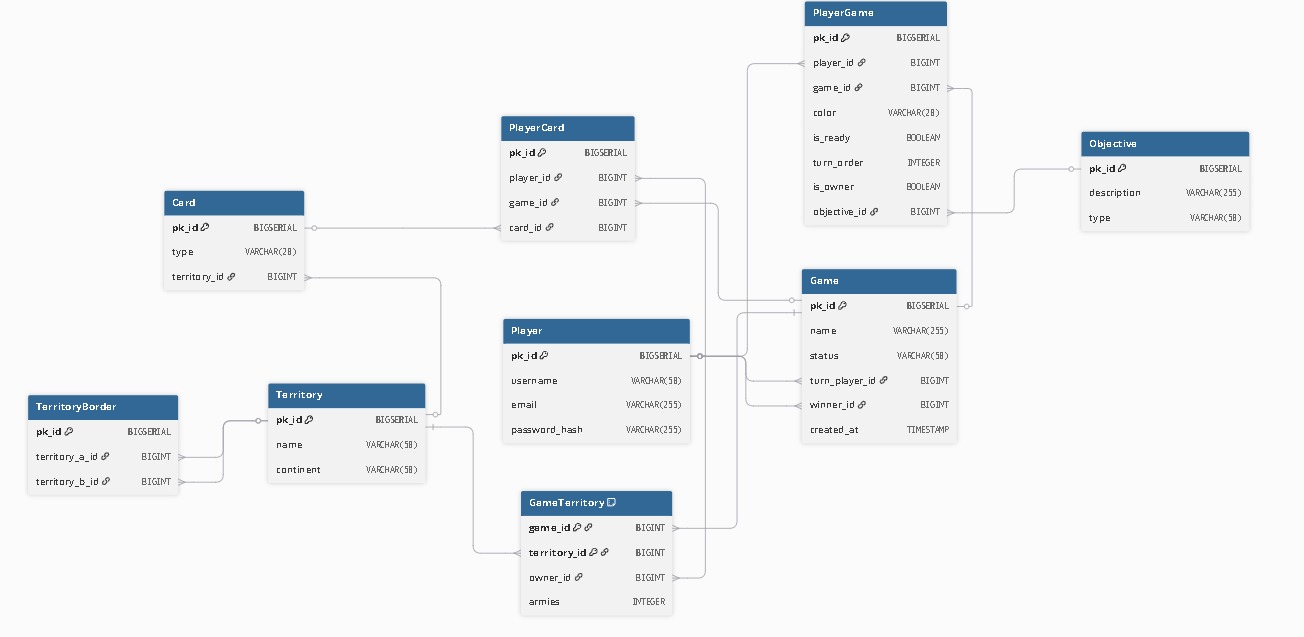 PlayerGame
pk_id BIGSERIAL
player_id BIGINT
game_id BIGINT
color VARCHAR(20)
is_ready BOOLEAN
turn_order INTEGER
is_owner BOOLEAN
objective_id BIGINT
PlayerCard
pk_id BIGSERIAL
player_id BIGINT
game_id BIGINT
card_id BIGINT
Objective
pk_id BIGSERIAL
description VARCHAR(255)
type VARCHAR(50)
Card
pk_id BIGSERIAL
type VARCHAR(20)
territory_id BIGINT
Game
pk_id BIGSERIAL
name VARCHAR(255)
status VARCHAR(50)
turn_player_id BIGINT
winner_id BIGINT
created_at TIMESTAMP
Player
pk_id BIGSERIAL
username VARCHAR(50)
email VARCHAR(255)
password_hash VARCHAR(255)
Territory
pk_id BIGSERIAL
name VARCHAR(50)
continent VARCHAR(50)
TerritoryBorder
pk_id BIGSERIAL
territory_a_id BIGINT
territory_b_id BIGINT
GameTerritory
game_id BIGINT
territory_id BIGINT
owner_id BIGINT
armies INTEGER